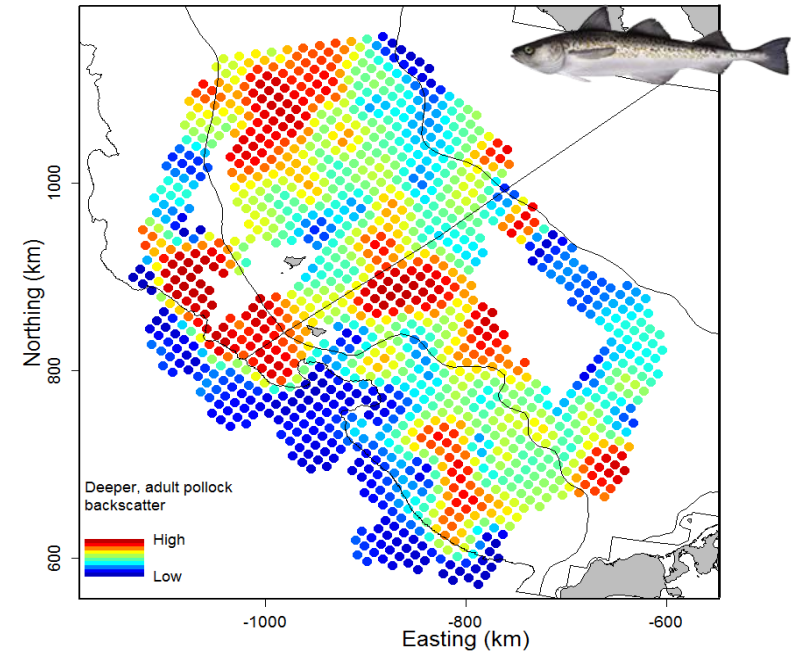 1000
800
600
Northing (km)
Deeper, adult pollock
backscatter
High
Low
-1000
-800
-600
Easting (km)